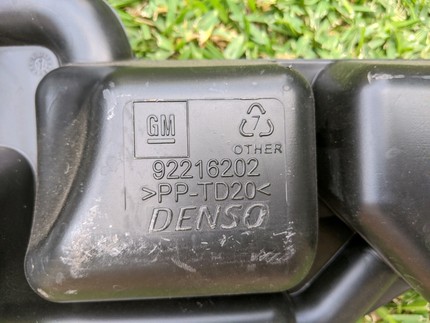 GM
7
OTHER
92216202
>PP-TD20<
DENSO